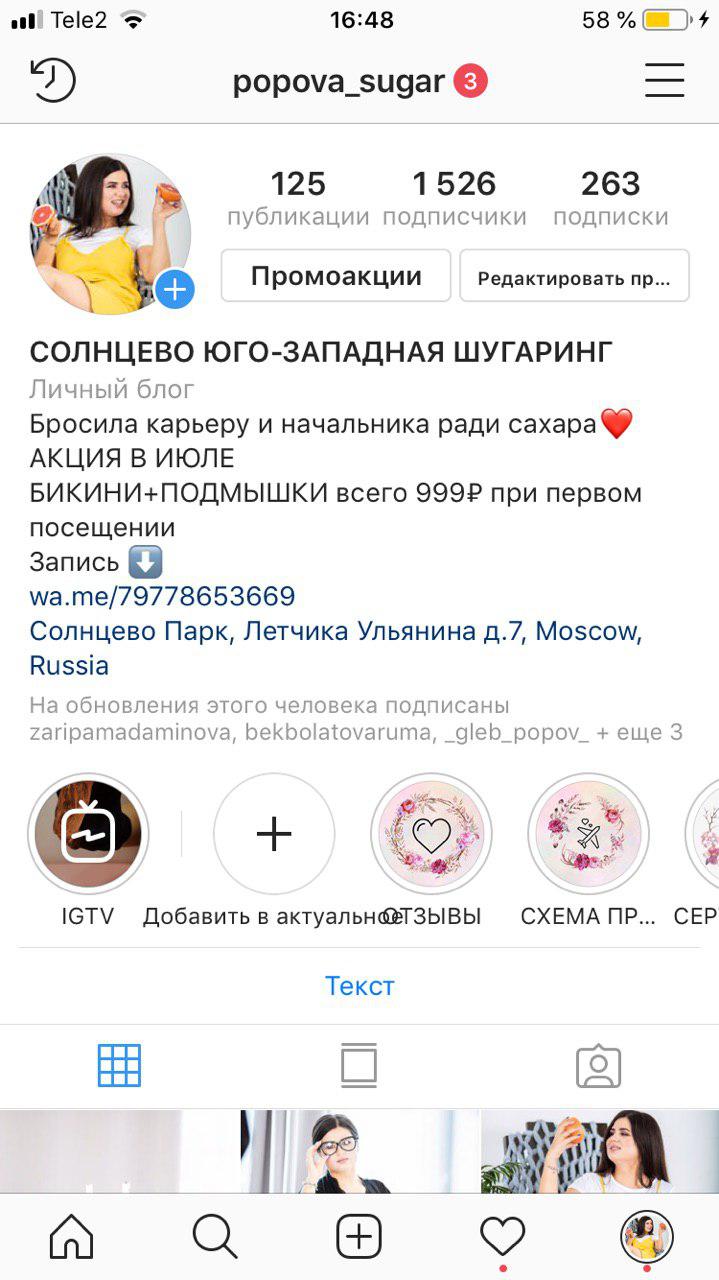 Tele2 16:48 58 %
popova_sugar 3
125 1 526 263
публикации подписчики подписки
Промоакции Редактировать пр...
СОЛНЦЕВО ЮГО-ЗАПАДНАЯ ШУГАРИНГ
Личный блог
Бросила карьеру и начальника ради сахара❤️
АКЦИЯ В ИЮЛЕ
БИКИНИ+ПОДМЫШКИ всего 999₽ при первом
посещении
Запись ⬇️
wa.me/79778653669
Солнцево Парк, Летчика Ульянина д.7, Moscow,
Russia
На обновления этого человека подписаны
zaripamadaminova, bekbolatovaruma, _gleb_popov_ + еще 3
IGTV Добавить в актуальное ОТЗЫВЫ СХЕМА ПР... СЕР
Текст